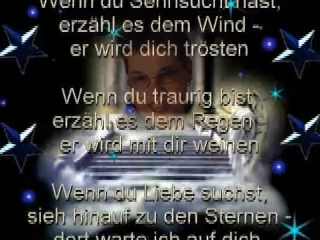 Wenn du Sehnsucht hast,
erzähl es dem Wind -
er wird dich trösten
Wenn du traurig bist,
erzähl es dem Regen -
er wird mit dir weinen
Wenn du Liebe suchst,
sieh hinauf zu den Sternen -
dort warte ich auf dich